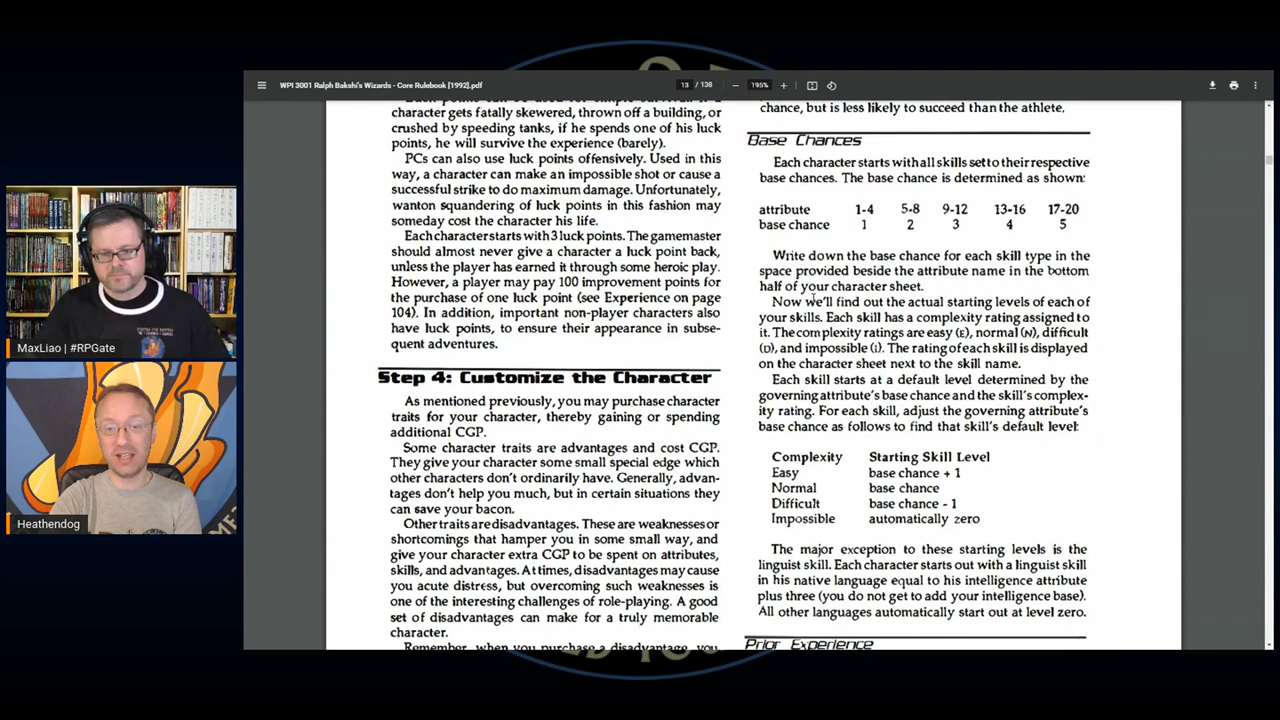 WPI 3001 Ralph Bakshi's Wizards - Core Rulebook [1992].pdf
13 / 138
195%
character gets fatally skewered, thrown off a building, or
crushed by speeding tanks, if he spends one of his luck
points, he will survive the experience (barely).
PCs can also use luck points offensively. Used in this
way, a character can make an impossible shot or cause a
successful strike to do maximum damage. Unfortunately,
wanton squandering of luck points in this fashion may
someday cost the character his life.
Each character starts with 3 luck points. The gamemaster
should almost never give a character a luck point back,
unless the player has earned it through some heroic play.
However, a player may pay 100 improvement points for
the purchase of one luck point (see Experience on page
104). In addition, important non-player characters also
have luck points, to ensure their appearance in subse-
quent adventures.
Step 4: Customize the Character
As mentioned previously, you may purchase character
traits for your character, thereby gaining or spending
additional CGP.
Some character traits are advantages and cost CGP.
They give your character some small special edge which
other characters don't ordinarily have. Generally, advan-
tages don't help you much, but in certain situations they
can save your bacon.
Other traits are disadvantages. These are weaknesses or
shortcomings that hamper you in some small way, and
give your character extra CGP to be spent on attributes,
skills, and advantages. At times, disadvantages may cause
you acute distress, but overcoming such weaknesses is
one of the interesting challenges of role-playing. A good
set of disadvantages can make for a truly memorable
character.
Remember, when you purchase a disadvantage, you
chance, but is less likely to succeed than the athlete.
Base Chances
Each character starts with all skills set to their respective
base chances. The base chance is determined as shown:
attribute 1-4 5-8 9-12 13-16 17-20
base chance 1 2 3 4 5
Write down the base chance for each skill type in the
space provided beside the attribute name in the bottom
half of your character sheet.
Now we'll find out the actual starting levels of each of
your skills. Each skill has a complexity rating assigned to
it. The complexity ratings are easy (E), normal (N), difficult
(D), and impossible (I). The rating of each skill is displayed
on the character sheet next to the skill name.
Each skill starts at a default level determined by the
governing attribute's base chance and the skill's complex-
ity rating. For each skill, adjust the governing attribute's
base chance as follows to find that skill's default level:
Complexity Starting Skill Level
Easy base chance + 1
Normal base chance
Difficult base chance - 1
Impossible automatically zero
The major exception to these starting levels is the
linguist skill. Each character starts out with a linguist skill
in his native language equal to his intelligence attribute
plus three (you do not get to add your intelligence base).
All other languages automatically start out at level zero.
Prior Experience
MaxLiao | #RPGate
Heathendog